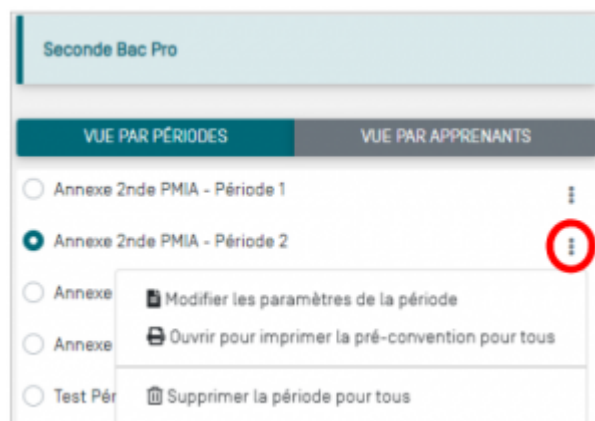 Seconde Bac Pro
VUE PAR PÉRIODES VUE PAR APPRENANTS
Annexe 2nde PMIA - Période 1
Annexe 2nde PMIA - Période 2
Annexe
Modifier les paramètres de la période
Ouvrir pour imprimer la pré-convention pour tous
Annexe
Test Pér
Supprimer la période pour tous